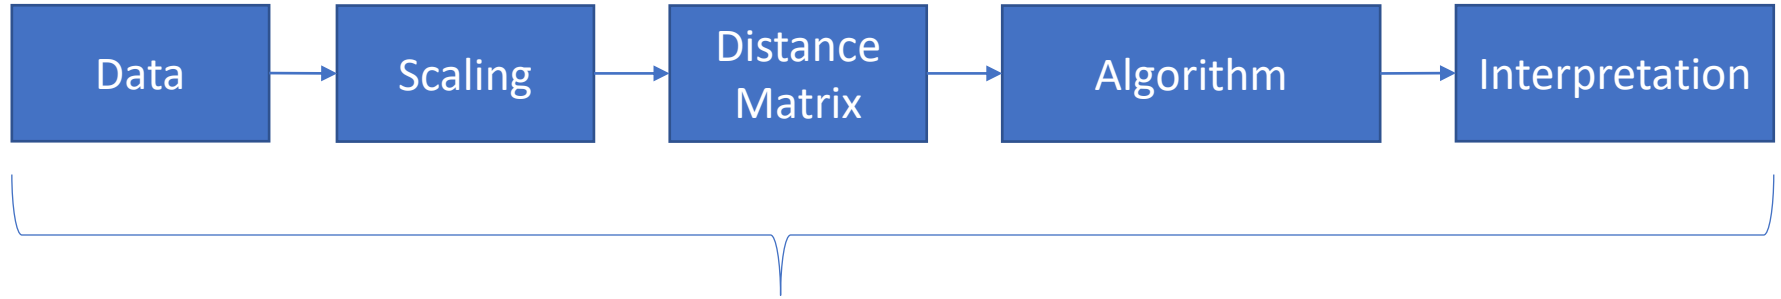 Data
Scaling
Distance
Matrix
Algorithm
Interpretation